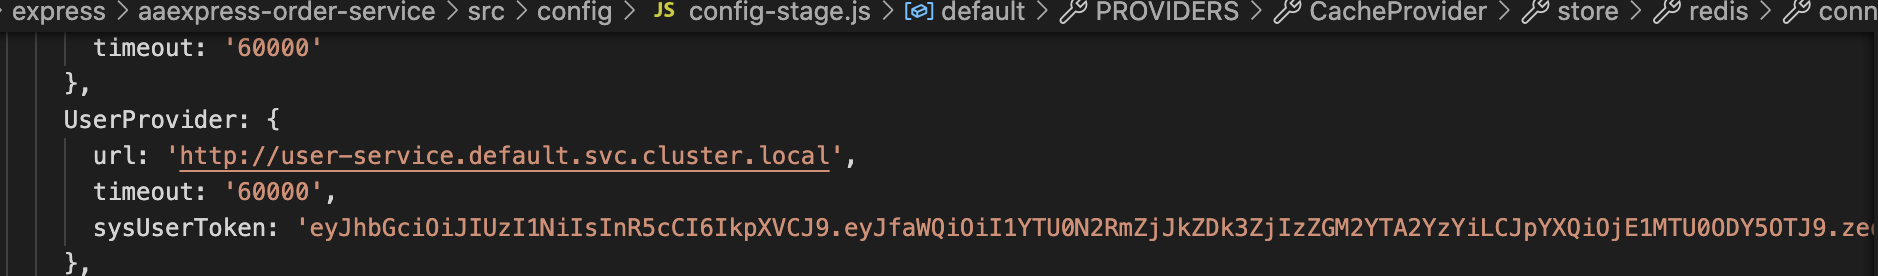 express > aaexpress-order-service > src > config > JS config-stage.js > default > PROVIDERS > CacheProvider > store > redis > conn
timeout: '60000'
},
UserProvider: {
url: 'http://user-service.default.svc.cluster.local',
timeout: '60000',
sysUserToken: 'eyJhbGciOiJIUzI1NiIsInR5cCI6IkpXVCJ9.eyJfaWQiOiI1YTU0N2RmZjJkZDk3ZjIzZGM2YTA2YzYiLCJpYXQiOjE1MTU0ODY5OTJ9.zec
},